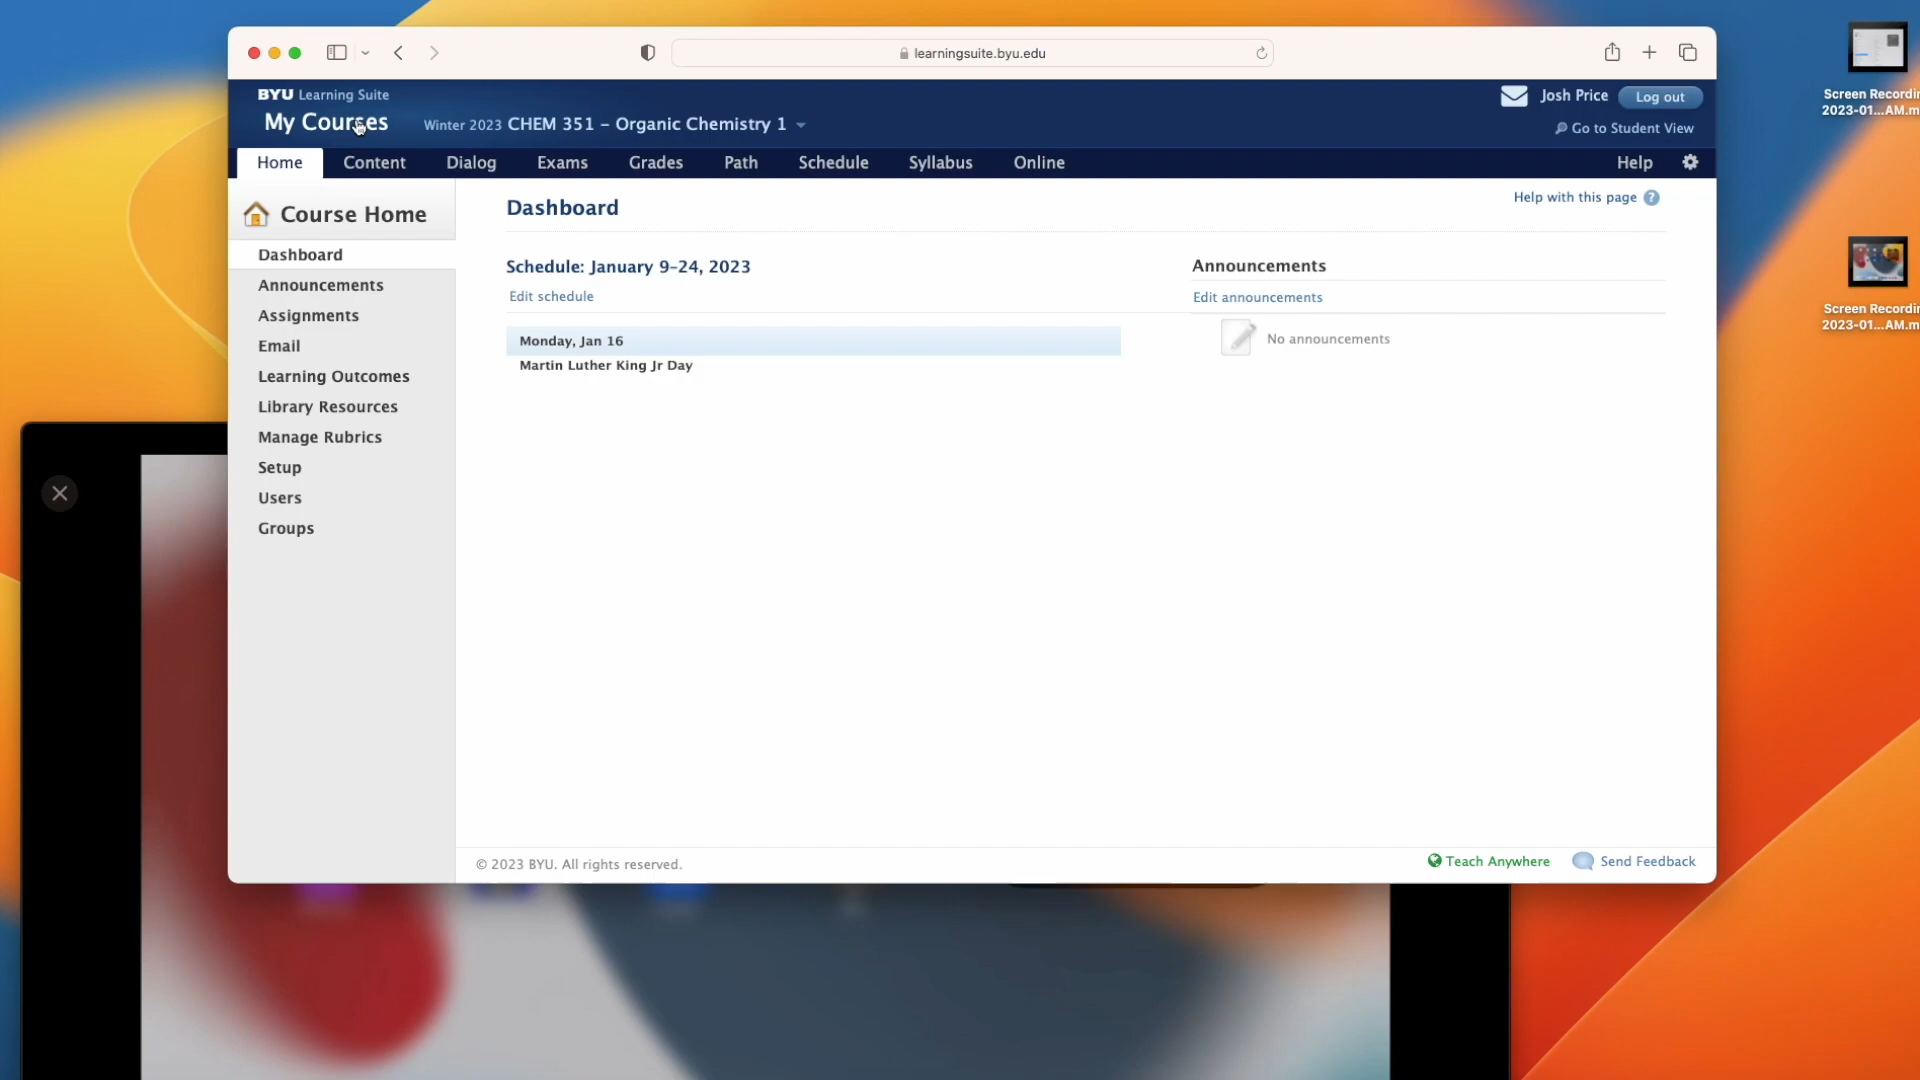 learningsuite.byu.edu
BYU Learning Suite
My Courses
Winter 2023 CHEM 351 – Organic Chemistry 1
Josh Price
Log out
Go to Student View
Home
Content
Dialog
Exams
Grades
Path
Schedule
Syllabus
Online
Help
Course Home
Dashboard
Announcements
Assignments
Email
Learning Outcomes
Library Resources
Manage Rubrics
Setup
Users
Groups
Dashboard
Help with this page ?
Schedule: January 9–24, 2023
Edit schedule
Monday, Jan 16
Martin Luther King Jr Day
Announcements
Edit announcements
No announcements
© 2023 BYU. All rights reserved.
Teach Anywhere
Send Feedback
Screen Recordin
2023-01...AM.m
Screen Recordin
2023-01...AM.m